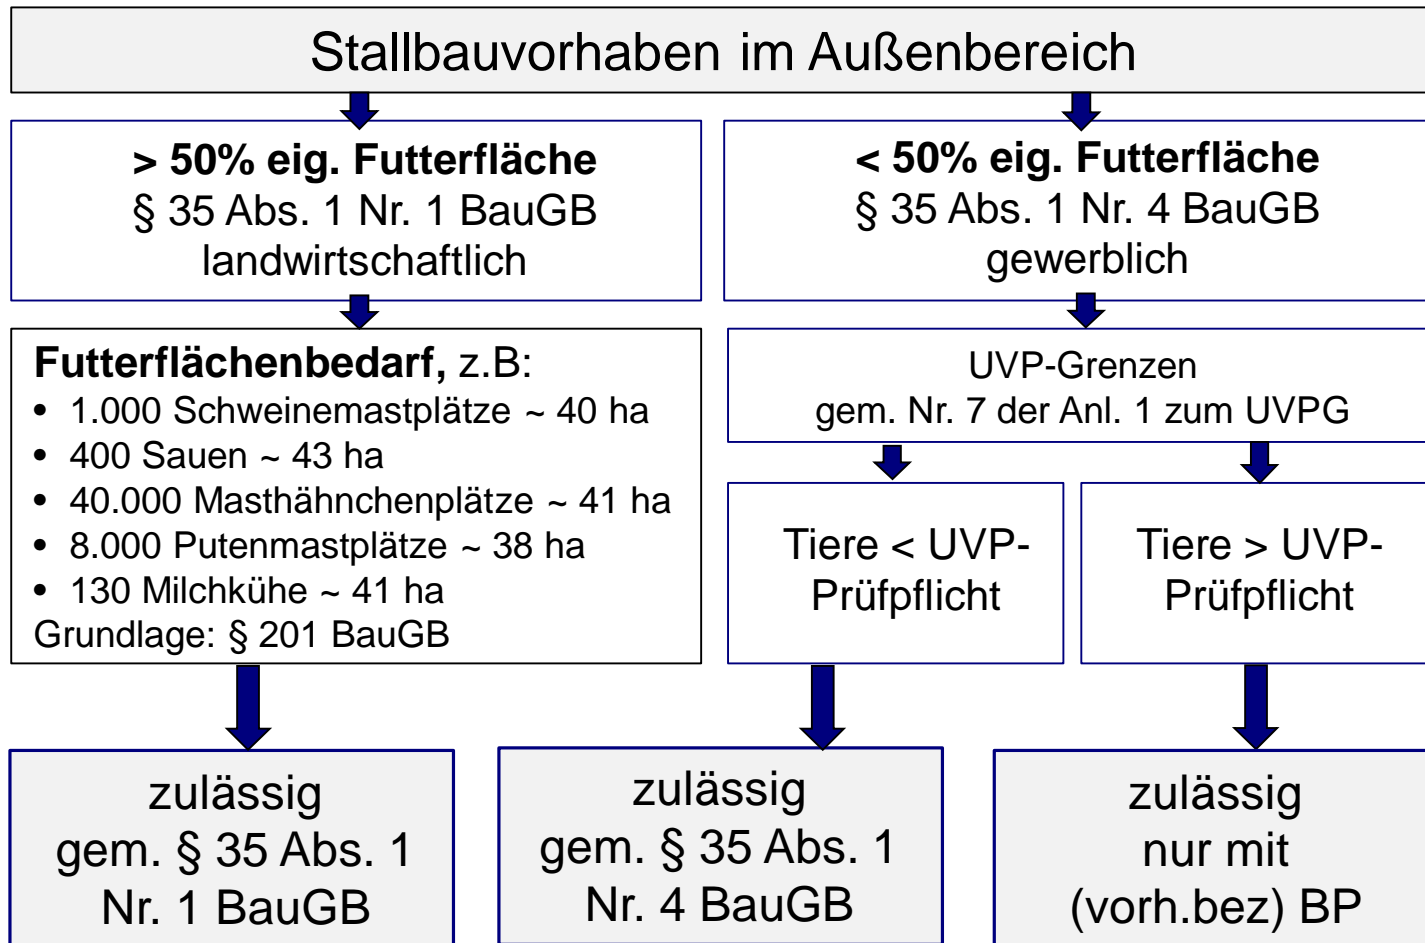 Stallbauvorhaben im Außenbereich
> 50% eig. Futterfläche
§ 35 Abs. 1 Nr. 1 BauGB
landwirtschaftlich
< 50% eig. Futterfläche
§ 35 Abs. 1 Nr. 4 BauGB
gewerblich
Futterflächenbedarf, z.B:
• 1.000 Schweinemastplätze ~ 40 ha
• 400 Sauen ~ 43 ha
• 40.000 Masthähnchenplätze ~ 41 ha
• 8.000 Putenmastplätze ~ 38 ha
• 130 Milchkühe ~ 41 ha
Grundlage: § 201 BauGB
UVP-Grenzen
gem. Nr. 7 der Anl. 1 zum UVPG
Tiere < UVP-
Prüfpflicht
Tiere > UVP-
Prüfpflicht
zulässig
gem. § 35 Abs. 1
Nr. 1 BauGB
zulässig
gem. § 35 Abs. 1
Nr. 4 BauGB
zulässig
nur mit
(vorh.bez) BP